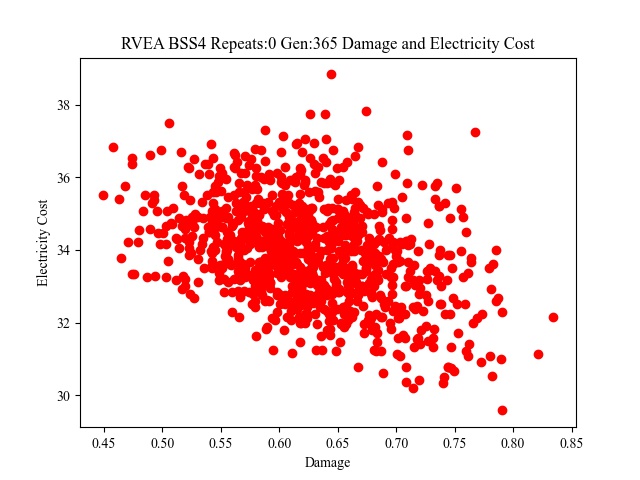 RVEA BSS4 Repeats:0 Gen:365 Damage and Electricity Cost
Electricity Cost
38
36
34
32
30
0.45 0.50 0.55 0.60 0.65 0.70 0.75 0.80 0.85
Damage